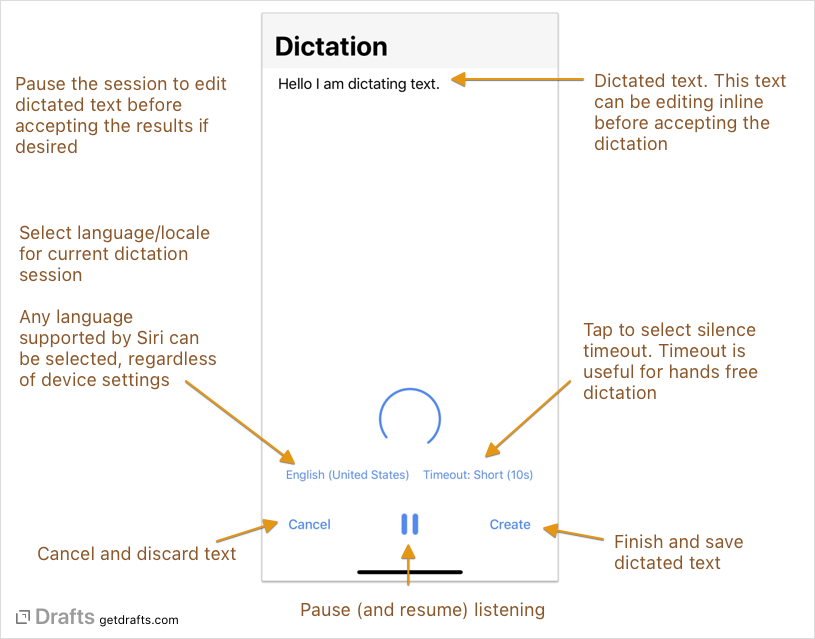 Dictation
Hello I am dictating text.
Pause the session to edit
dictated text before
accepting the results if
desired
Dictated text. This text
can be editing inline
before accepting the
dictation
Select language/locale
for current dictation
session
Any language
supported by Siri can
be selected, regardless
of device settings
Tap to select silence
timeout. Timeout is
useful for hands free
dictation
English (United States)
Timeout: Short (10s)
Cancel
Create
Cancel and discard text
Finish and save
dictated text
Pause (and resume) listening
Drafts getdrafts.com